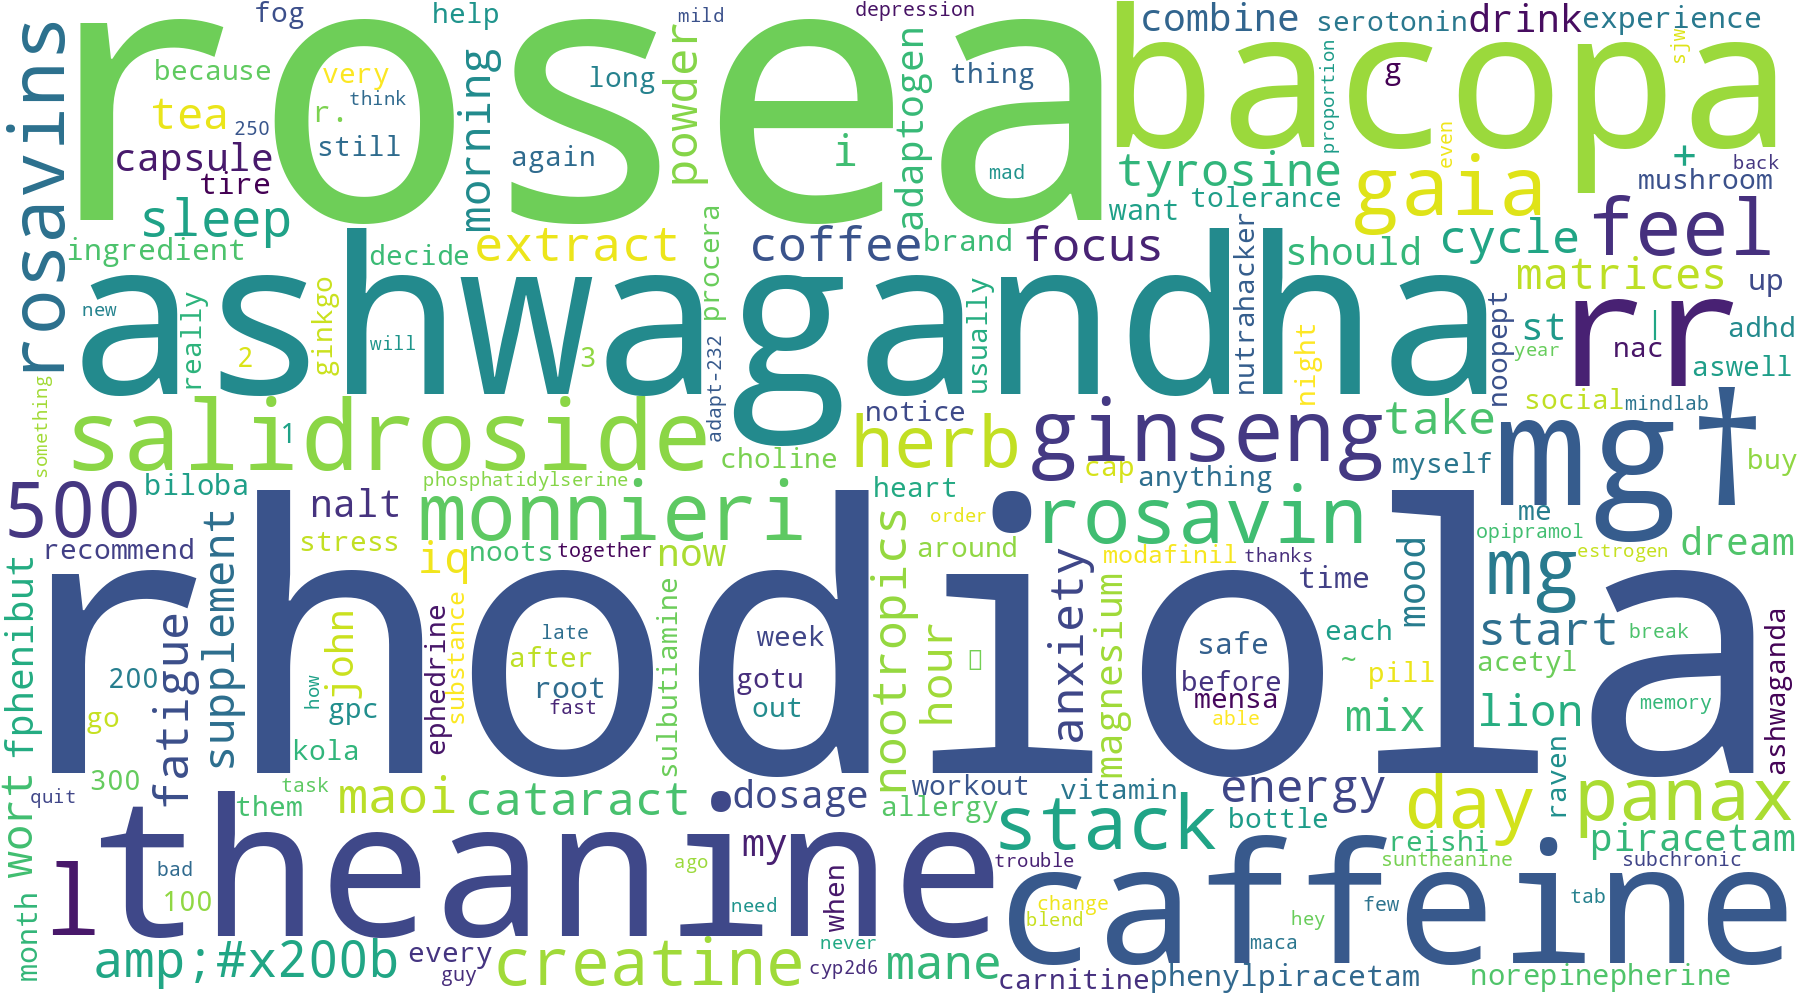 fog
help
mild
depression
combine
serotonin
drink
experience
rosea
bacopa
rosavins
because
very
think
long
powder
morning
adaptogen
thing
g
proportion
sjw
tea
250
r.
still
again
i
mad
even
+
back
capsule
tire
tyrosine
gaia
mushroom
want
tolerance
feel
sleep
procera
ingredient
decide
extract
coffee
brand
focus
should
cycle
matrices
up
ashwagandha
new
really
2
ginkgo
will
3
adapt-232
usually
nutrahacker
night
noopept
rr
st
|
adhd
year
nac
aswell
something
salidroside
1
notice
herb
ginseng
take
social
mindlab
mg†
choline
cap
anything
myself
buy
500
biloba
phosphatidylserine
heart
nalt
monnieri
order
rosavin
me
opipramol
recommend
stress
iq
noots
together
now
nootropics
around
modafinil
thanks
estrogen
dream
mg
time
mood
rhodiola
fphenibut
supplement
fatigue
john
ephedrine
substance
late
after
root
fast
sulbutiamine
week
gotu
out
hour
anxiety
magnesium
safe
before
mensa
able
each
~
pill
start
break
acetyl
ashwaganda
200
how
go
gpc
kola
mix
lion
memory
300
task
workout
vitamin
energy
day
raven
panax
quit
wort
them
maoi
cataract
dosage
allergy
stack
bottle
reishi
piracetam
l
theanine
my
trouble
caffeine
suntheanine
subchronic
bad
ago
100
need
when
change
blend
hey
few
tab
month
amp;#x200b
every
guy
creatine
never
cyp2d6
mane
maca
carnitine
phenylpiracetam
norepinepherine